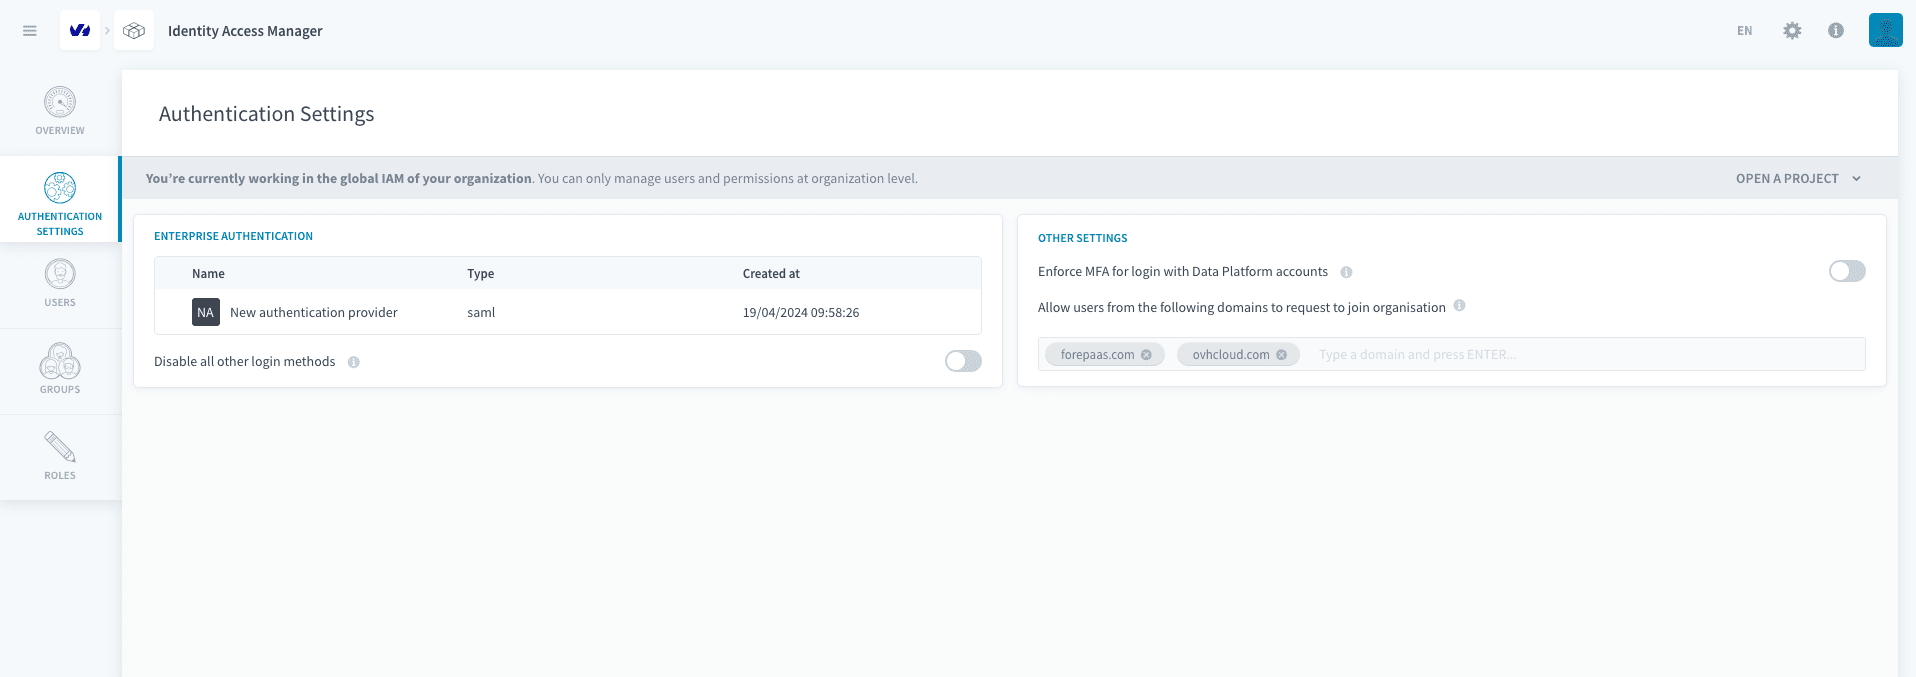 Identity Access Manager
EN
OVERVIEW
AUTHENTICATION
SETTINGS
USERS
GROUPS
ROLES
Authentication Settings
You're currently working in the global IAM of your organization. You can only manage users and permissions at organization level.
OPEN A PROJECT
ENTERPRISE AUTHENTICATION
Name Type Created at
NA New authentication provider saml 19/04/2024 09:58:26
Disable all other login methods
OTHER SETTINGS
Enforce MFA for login with Data Platform accounts
Allow users from the following domains to request to join organisation
forepaas.com ovhcloud.com Type a domain and press ENTER...